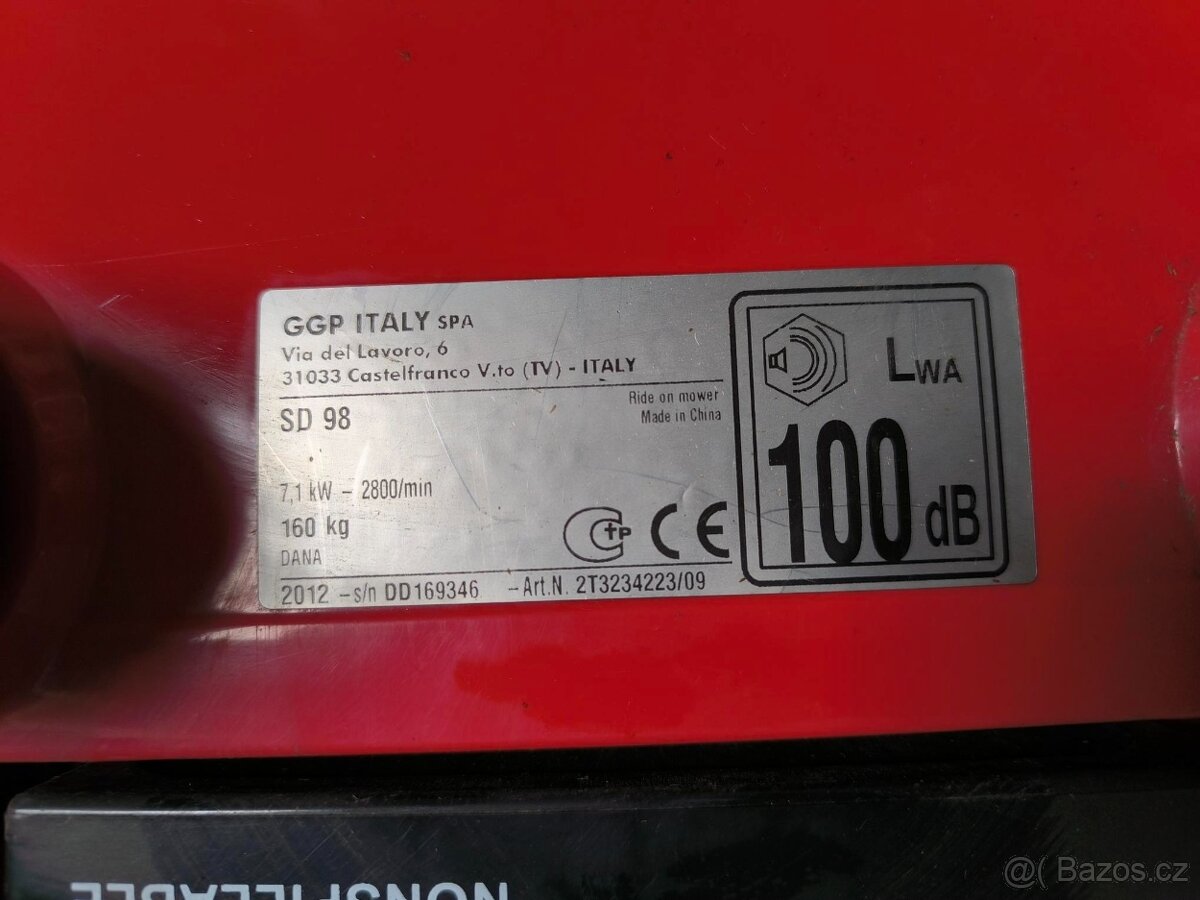 GGP ITALY SPA
Via del Lavoro, 6
31033 Castelfranco V.to (TV) - ITALY
Ride on mower
Made in China
SD 98
7,1 kW – 2800/min
160 kg
DANA
2012 – s/n DD169346 – Art.N. 2T3234223/09
CTP CE
LWA
100 dB
NONSPILLABLE
@( Bazos.cz